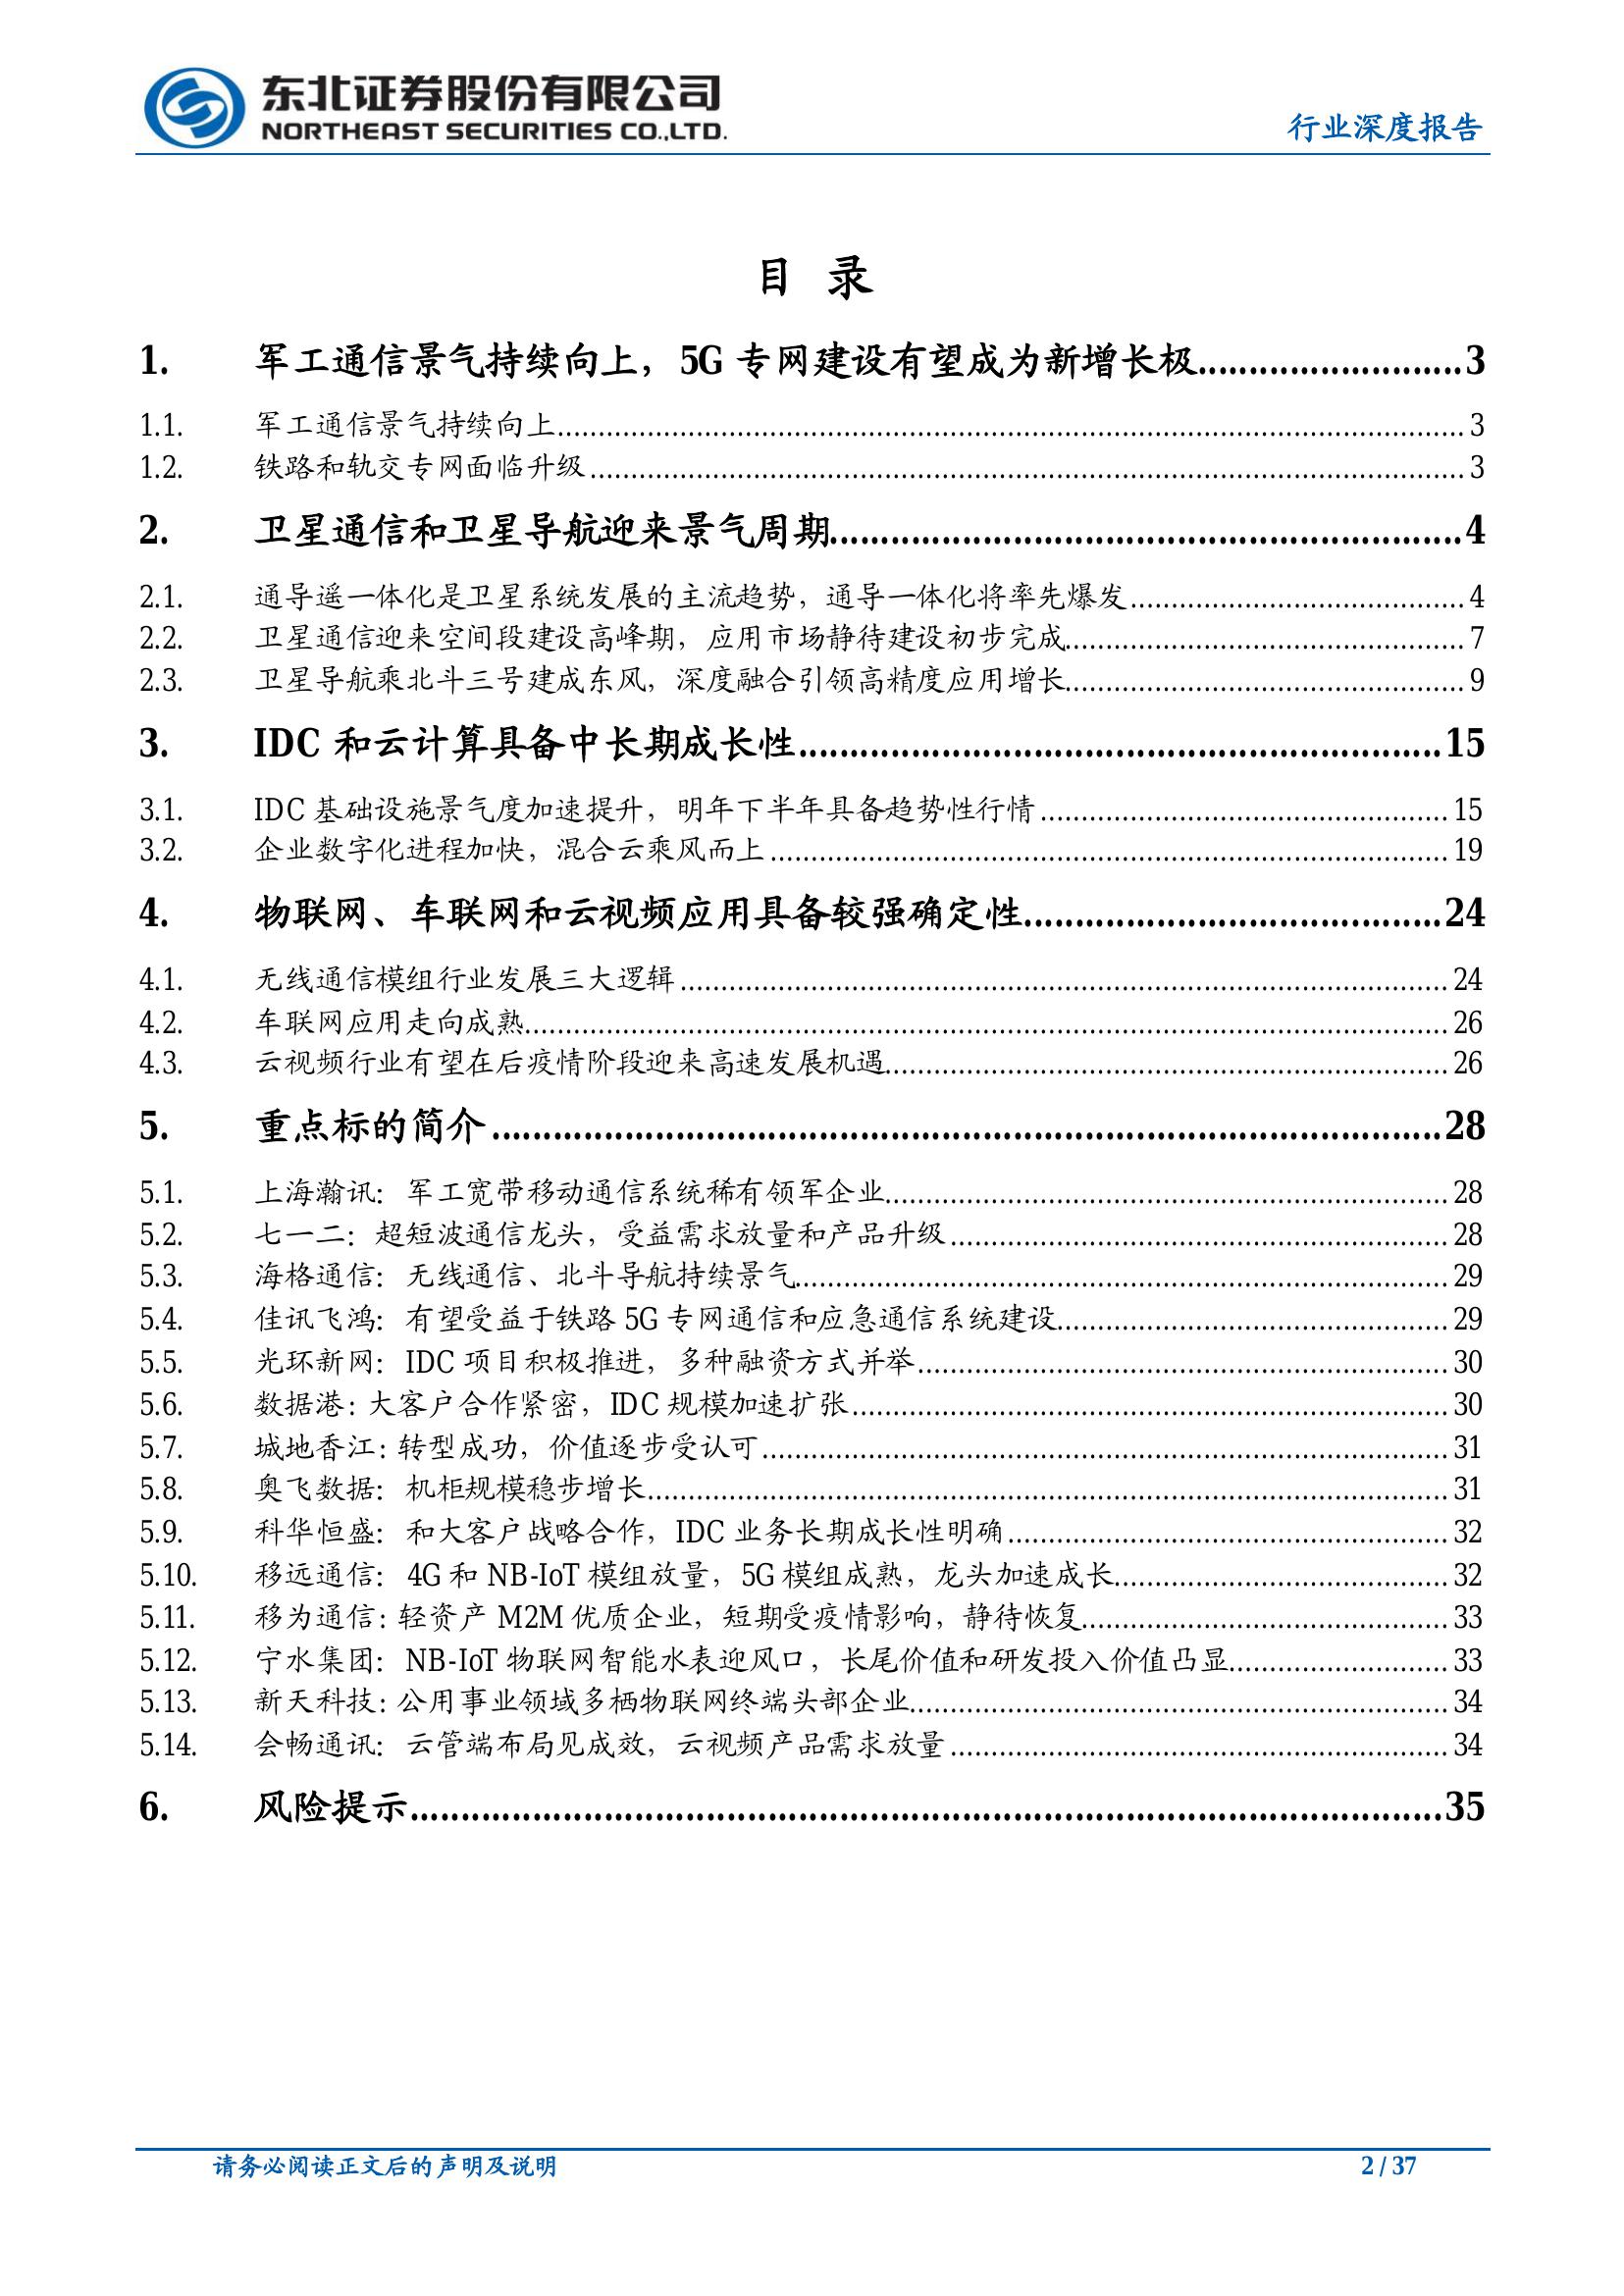 东北证券股份有限公司
NORTHEAST SECURITIES CO.,LTD.
行业深度报告
目 录
1. 军工通信景气持续向上，5G 专网建设有望成为新增长极..........................3
1.1. 军工通信景气持续向上..........................3
1.2. 铁路和轨交专网面临升级..........................3
2. 卫星通信和卫星导航迎来景气周期..........................4
2.1. 通导遥一体化是卫星系统发展的主流趋势，通导一体化将率先爆发..........................4
2.2. 卫星通信迎来空间段建设高峰期，应用市场静待建设初步完成..........................7
2.3. 卫星导航乘北斗三号建成东风，深度融合引领高精度应用增长..........................9
3. IDC 和云计算具备中长期成长性..........................15
3.1. IDC 基础设施景气度加速提升，明年下半年具备趋势性行情..........................15
3.2. 企业数字化进程加快，混合云乘风而上..........................19
4. 物联网、车联网和云视频应用具备较强确定性..........................24
4.1. 无线通信模组行业发展三大逻辑..........................24
4.2. 车联网应用走向成熟..........................26
4.3. 云视频行业有望在后疫情阶段迎来高速发展机遇..........................26
5. 重点标的简介..........................28
5.1. 上海瀚讯：军工宽带移动通信系统稀有领军企业..........................28
5.2. 七一二：超短波通信龙头，受益需求放量和产品升级..........................28
5.3. 海格通信：无线通信、北斗导航持续景气..........................29
5.4. 佳讯飞鸿：有望受益于铁路 5G 专网通信和应急通信系统建设..........................29
5.5. 光环新网：IDC 项目积极推进，多种融资方式并举..........................30
5.6. 数据港：大客户合作紧密，IDC 规模加速扩张..........................30
5.7. 城地香江：转型成功，价值逐步受认可..........................31
5.8. 奥飞数据：机柜规模稳步增长..........................31
5.9. 科华恒盛：和大客户战略合作，IDC 业务长期成长性明确..........................32
5.10. 移远通信：4G 和 NB-IoT 模组放量，5G 模组成熟，龙头加速成长..........................32
5.11. 移为通信：轻资产 M2M 优质企业，短期受疫情影响，静待恢复..........................33
5.12. 宁水集团：NB-IoT 物联网智能水表迎风口，长尾价值和研发投入价值凸显..........................33
5.13. 新天科技：公用事业领域多栖物联网终端头部企业..........................34
5.14. 会畅通讯：云管端布局见成效，云视频产品需求放量..........................34
6. 风险提示..........................35
请务必阅读正文后的声明及说明
2 / 37